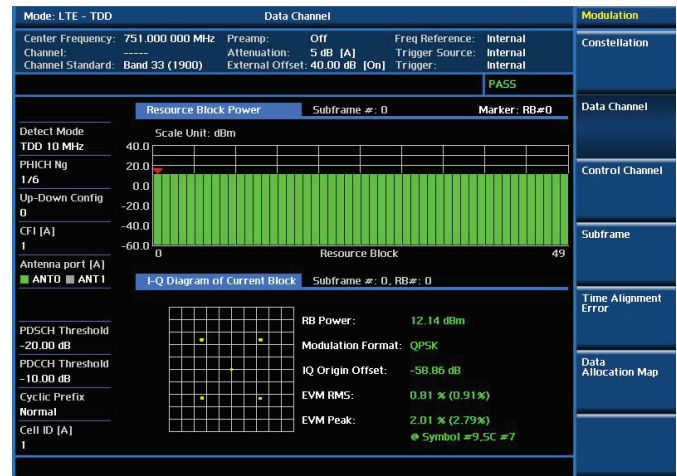 Mode: LTE - TDD
Data Channel
Modulation
Center Frequency: 751.000 000 MHz Preamp: Off Freq Reference: Internal
Channel: ----- Attenuation: 5 dB [A] Trigger Source: Internal
Channel Standard: Band 33 (1900) External Offset: 40.00 dB [On] Trigger: Internal
PASS
Constellation
Data Channel
Control Channel
Subframe
Time Alignment
Error
Data
Allocation Map
Detect Mode
TDD 10 MHz
PHICH Ng
1/6
Up-Down Config
0
CFI [A]
1
Antenna port [A]
ANT0 ANT1
PDSCH Threshold
-20.00 dB
PDCCH Threshold
-10.00 dB
Cyclic Prefix
Normal
Cell ID [A]
1
Resource Block Power Subframe #: 0 Marker: RB#0
Scale Unit: dBm
40.0
20.0
0.0
-20.0
-40.0
-60.0
0 Resource Block 49
I-Q Diagram of Current Block Subframe #: 0, RB#: 0
RB Power: 12.14 dBm
Modulation Format: QPSK
IQ Origin Offset: -58.86 dB
EVM RMS: 0.81 % (0.91%)
EVM Peak: 2.01 % (2.79%)
@ Symbol #9,SC #7